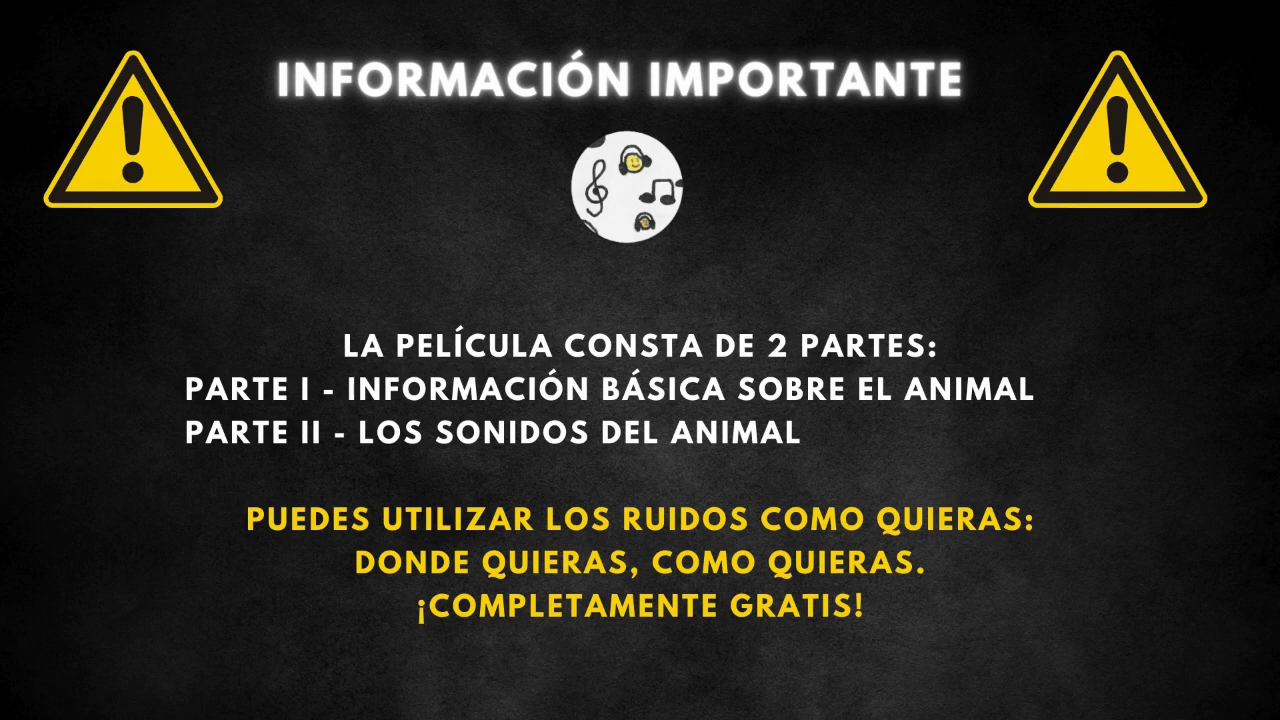 INFORMACIÓN IMPORTANTE
LA PELÍCULA CONSTA DE 2 PARTES:
PARTE I - INFORMACIÓN BÁSICA SOBRE EL ANIMAL
PARTE II - LOS SONIDOS DEL ANIMAL
PUEDES UTILIZAR LOS RUIDOS COMO QUIERAS:
DONDE QUIERAS, COMO QUIERAS.
¡COMPLETAMENTE GRATIS!